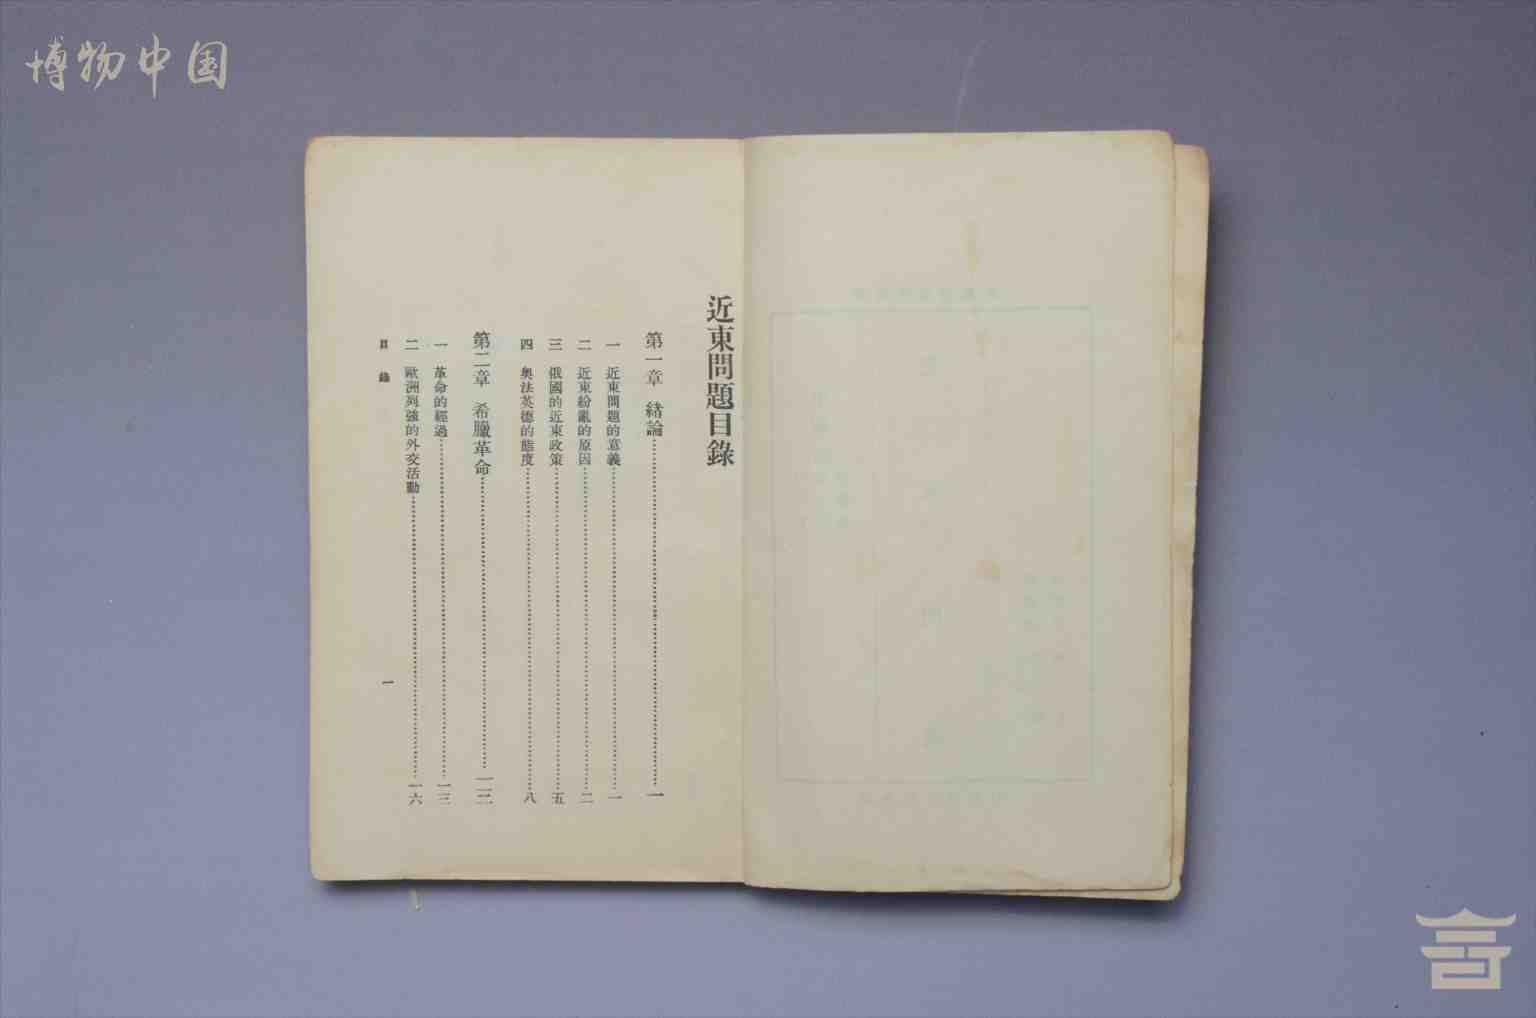 博物中国
近東問題目錄
第一章 緒論……一
一 近東問題的意義……一
二 近東紛亂的原因……二
三 俄國的近東政策……五
四 奧法英德的態度……八
第二章 希臘革命……一二
一 革命的經過……一三
二 歐洲列強的外交活動……一六
目錄 一